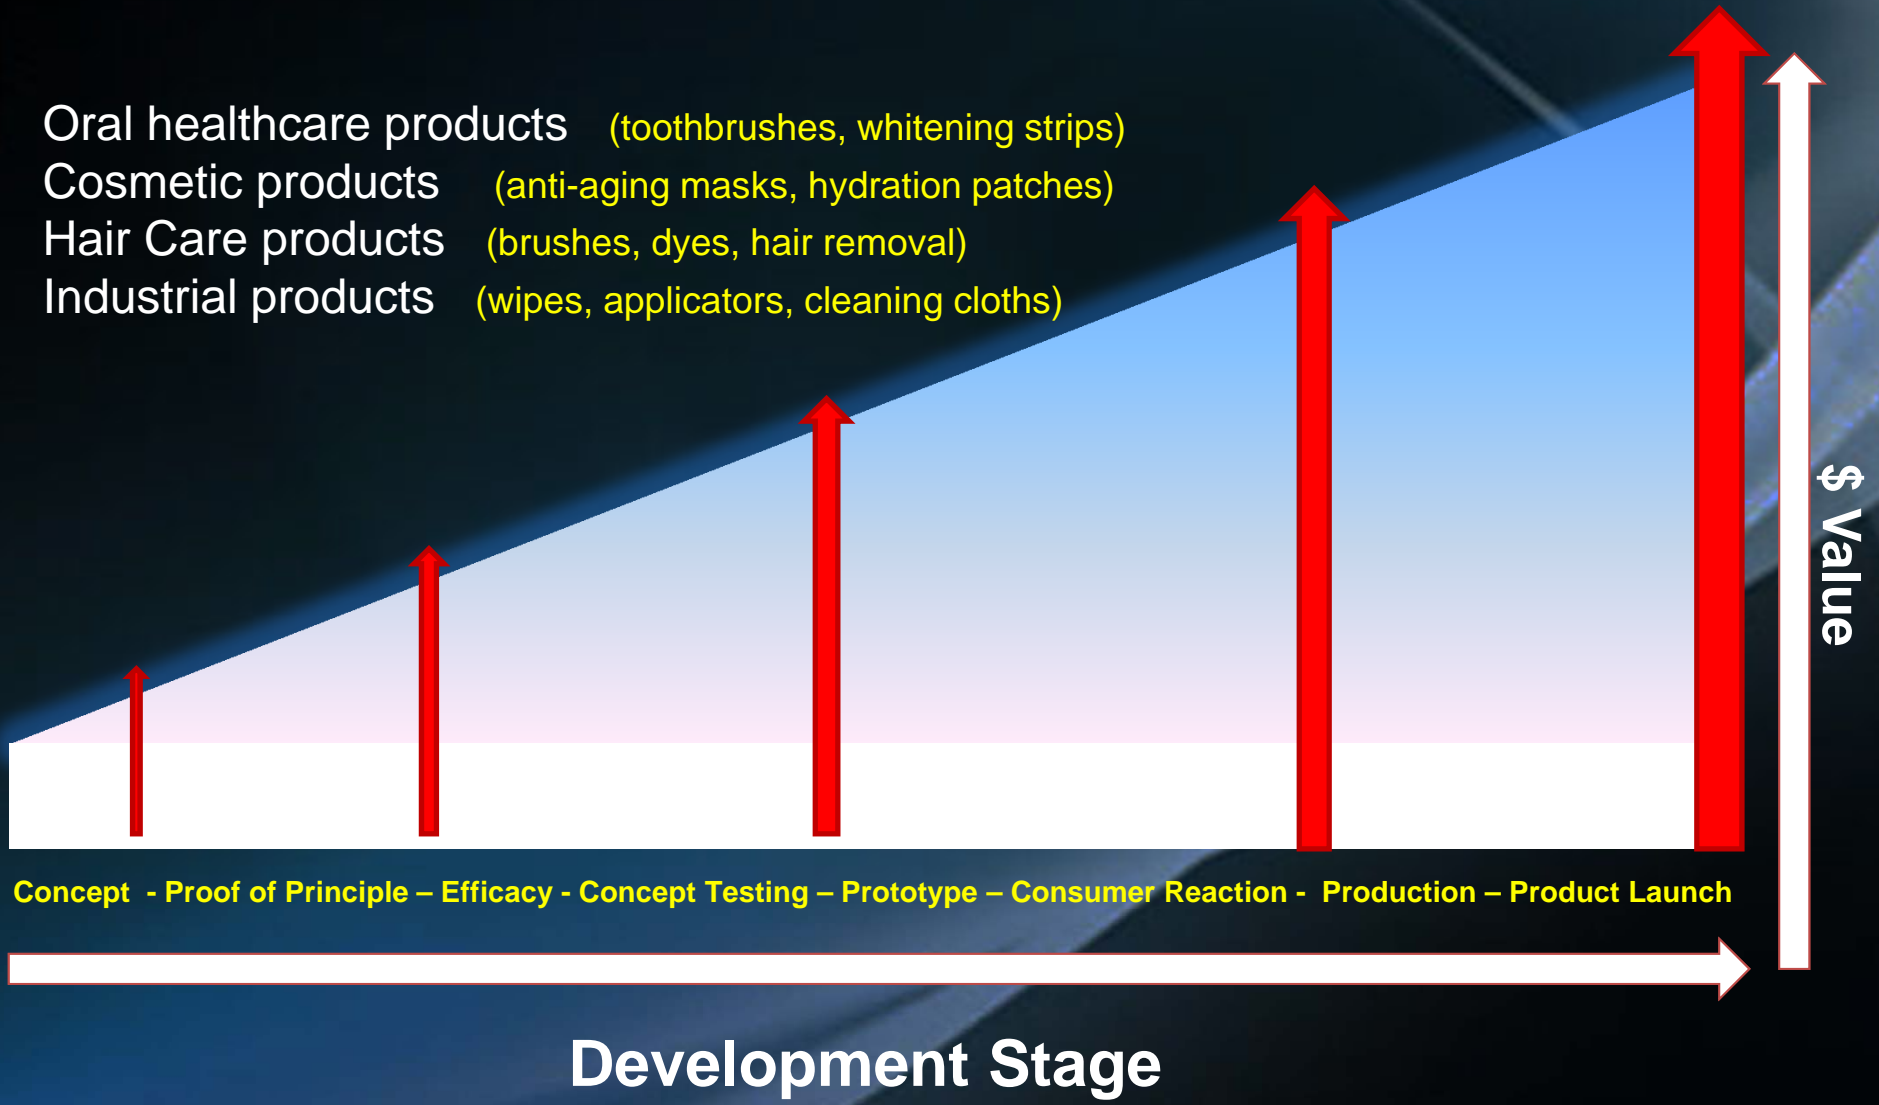 Oral healthcare products (toothbrushes, whitening strips)
Cosmetic products (anti-aging masks, hydration patches)
Hair Care products (brushes, dyes, hair removal)
Industrial products (wipes, applicators, cleaning cloths)
$ Value
Concept - Proof of Principle – Efficacy - Concept Testing – Prototype – Consumer Reaction - Production – Product Launch
Development Stage